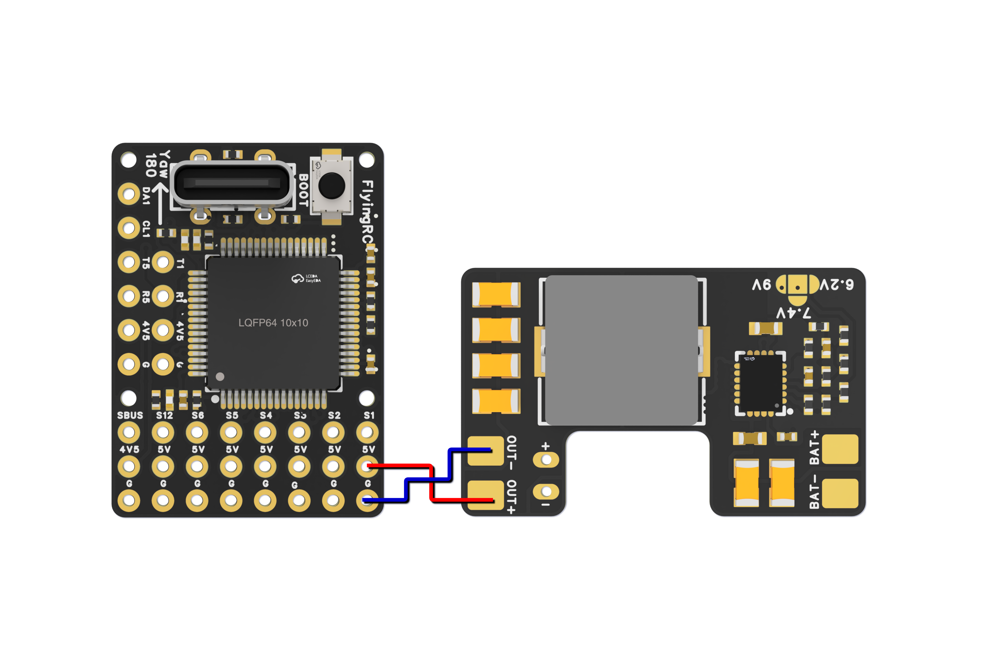 Yaw
180
BOOT
FlyingRC
DA1
CL1
T5
T1
R5
R1
4V5
4V5
G
G
LCEDA
EasyEDA
LQFP64 10x10
SBUS S12 S6 S5 S4 S3 S2 S1
4V5 5V 5V 5V 5V 5V 5V 5V
G G G G G G G G
9V
6.2V
7.4V
OUT-
OUT+
+
-
BAT+
BAT-